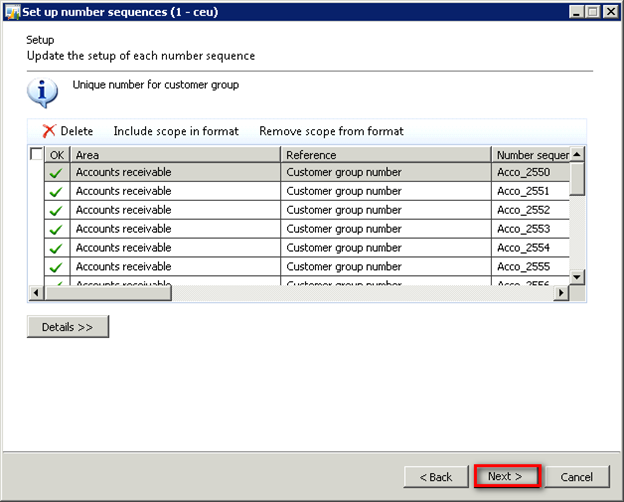 Set up number sequences (1 - ceu)
Setup
Update the setup of each number sequence
Unique number for customer group
Delete Include scope in format Remove scope from format
OK Area Reference Number sequen
Accounts receivable Customer group number Acco_2550
Accounts receivable Customer group number Acco_2551
Accounts receivable Customer group number Acco_2552
Accounts receivable Customer group number Acco_2553
Accounts receivable Customer group number Acco_2554
Accounts receivable Customer group number Acco_2555
Accounts receivable Customer group number Acco_2556
Details >>
< Back Next > Cancel